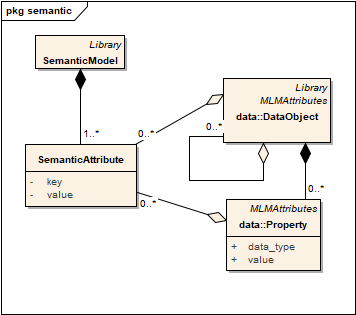 pkg semantic
Library
SemanticModel
1..*
0..*
Library
MLMAttributes
data::DataObject
0..*
SemanticAttribute
- key
- value
0..*
0..*
MLMAttributes
data::Property
+ data_type
+ value